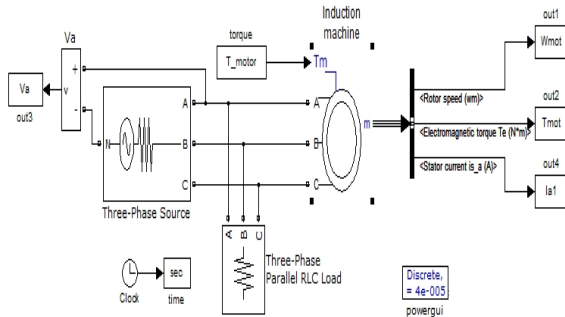 Induction
machine
out1
Wmot
torque
T_motor
Tm
Va
Va
out3
+
v
-
A
A
m
<Rotor speed (wm)>
out2
Tmot
<Electromagnetic torque Te (N*m)>
N
B
B
<Stator current is_a (A)>
out4
Ia1
C
C
Three-Phase Source
A
B
C
Three-Phase
Parallel RLC Load
Clock
sec
time
Discrete,
= 4e-005
powergui